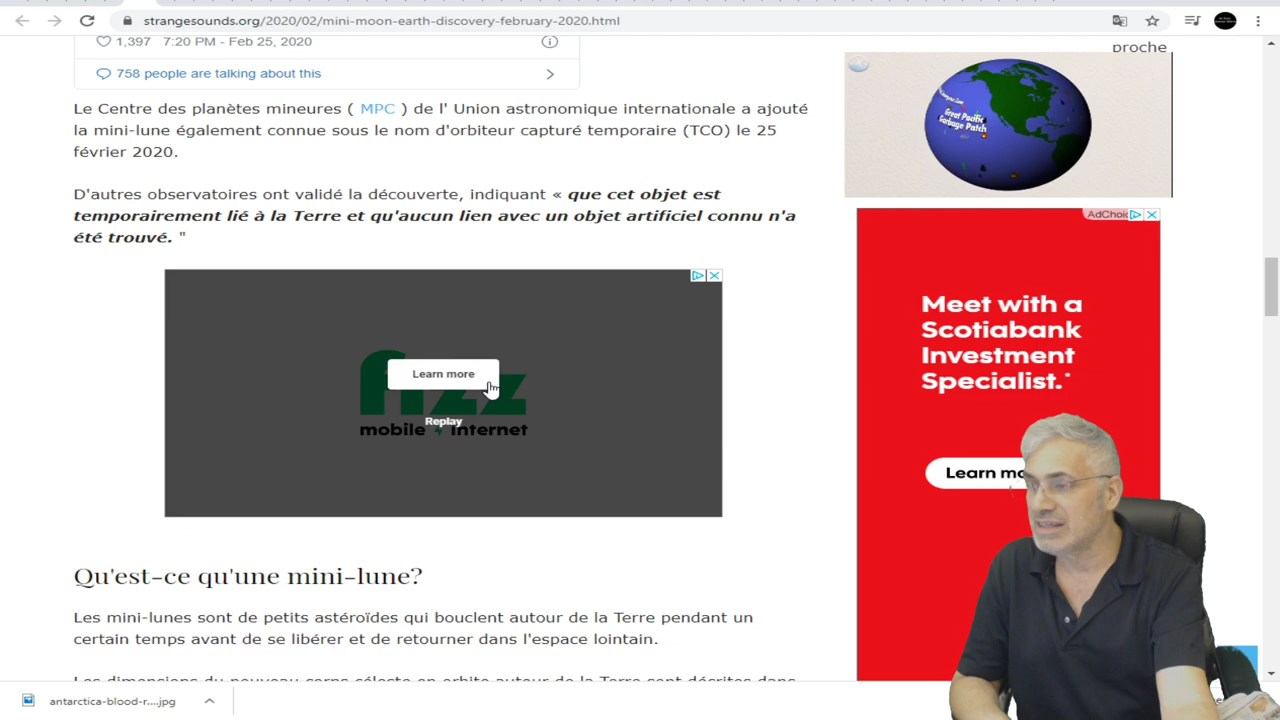 strangesounds.org/2020/02/mini-moon-earth-discovery-february-2020.html
1,397 7:20 PM - Feb 25, 2020
758 people are talking about this
proche
Le Centre des planètes mineures ( MPC ) de l' Union astronomique internationale a ajouté
la mini-lune également connue sous le nom d'orbiteur capturé temporaire (TCO) le 25
février 2020.
D'autres observatoires ont validé la découverte, indiquant « que cet objet est
temporairement lié à la Terre et qu'aucun lien avec un objet artificiel connu n'a
été trouvé. "
Great Pacific
Garbage Patch
fizz
Learn more
Replay
mobile + internet
AdChoic
Meet with a
Scotiabank
Investment
Specialist.*
Learn mo
Qu'est-ce qu'une mini-lune?
Les mini-lunes sont de petits astéroïdes qui bouclent autour de la Terre pendant un
certain temps avant de se libérer et de retourner dans l'espace lointain.
Les dimensions du nouveau corps céleste en orbite autour de la Terre sont décrites dans
antarctica-blood-r....jpg